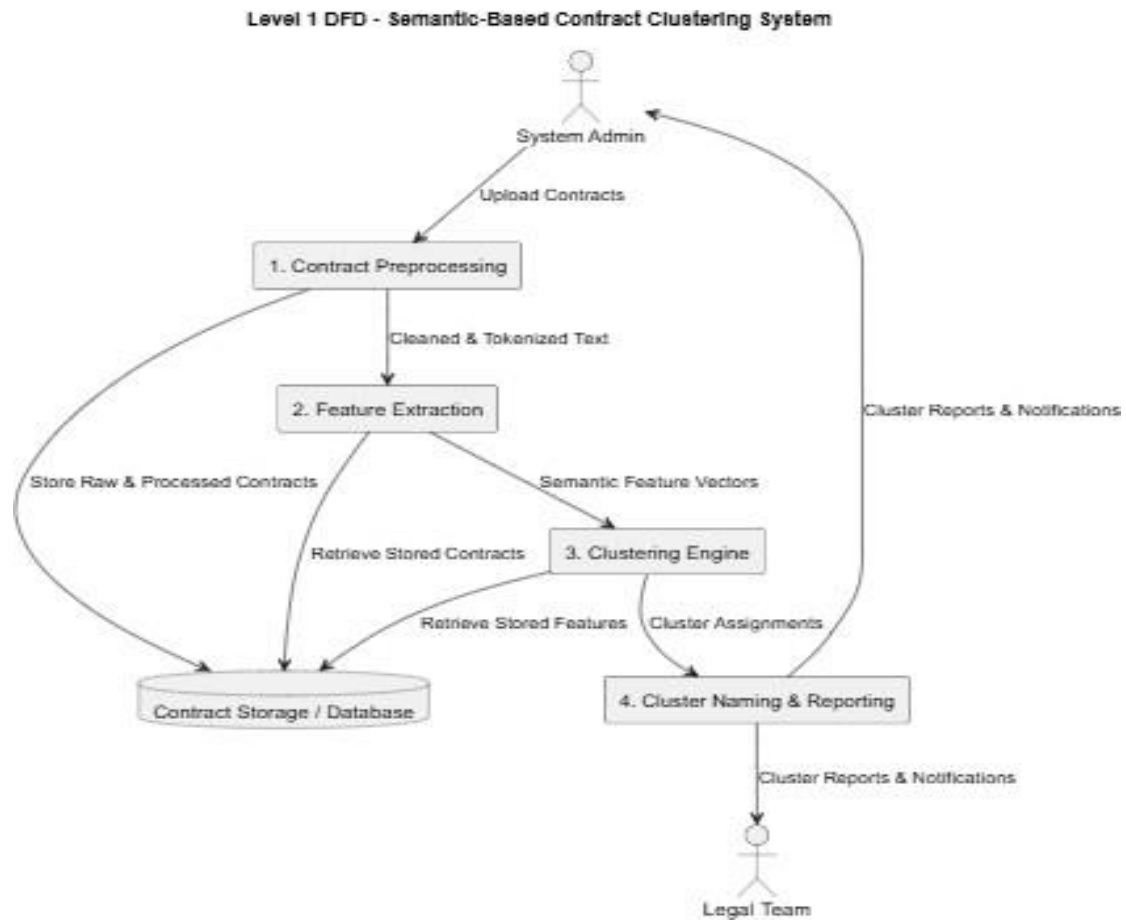 Level 1 DFD - Semantic-Based Contract Clustering System
System Admin
Upload Contracts
1. Contract Preprocessing
Cleaned & Tokenized Text
2. Feature Extraction
Cluster Reports & Notifications
Store Raw & Processed Contracts
Semantic Feature Vectors
Retrieve Stored Contracts
3. Clustering Engine
Retrieve Stored Features
Cluster Assignments
4. Cluster Naming & Reporting
Contract Storage / Database
Cluster Reports & Notifications
Legal Team